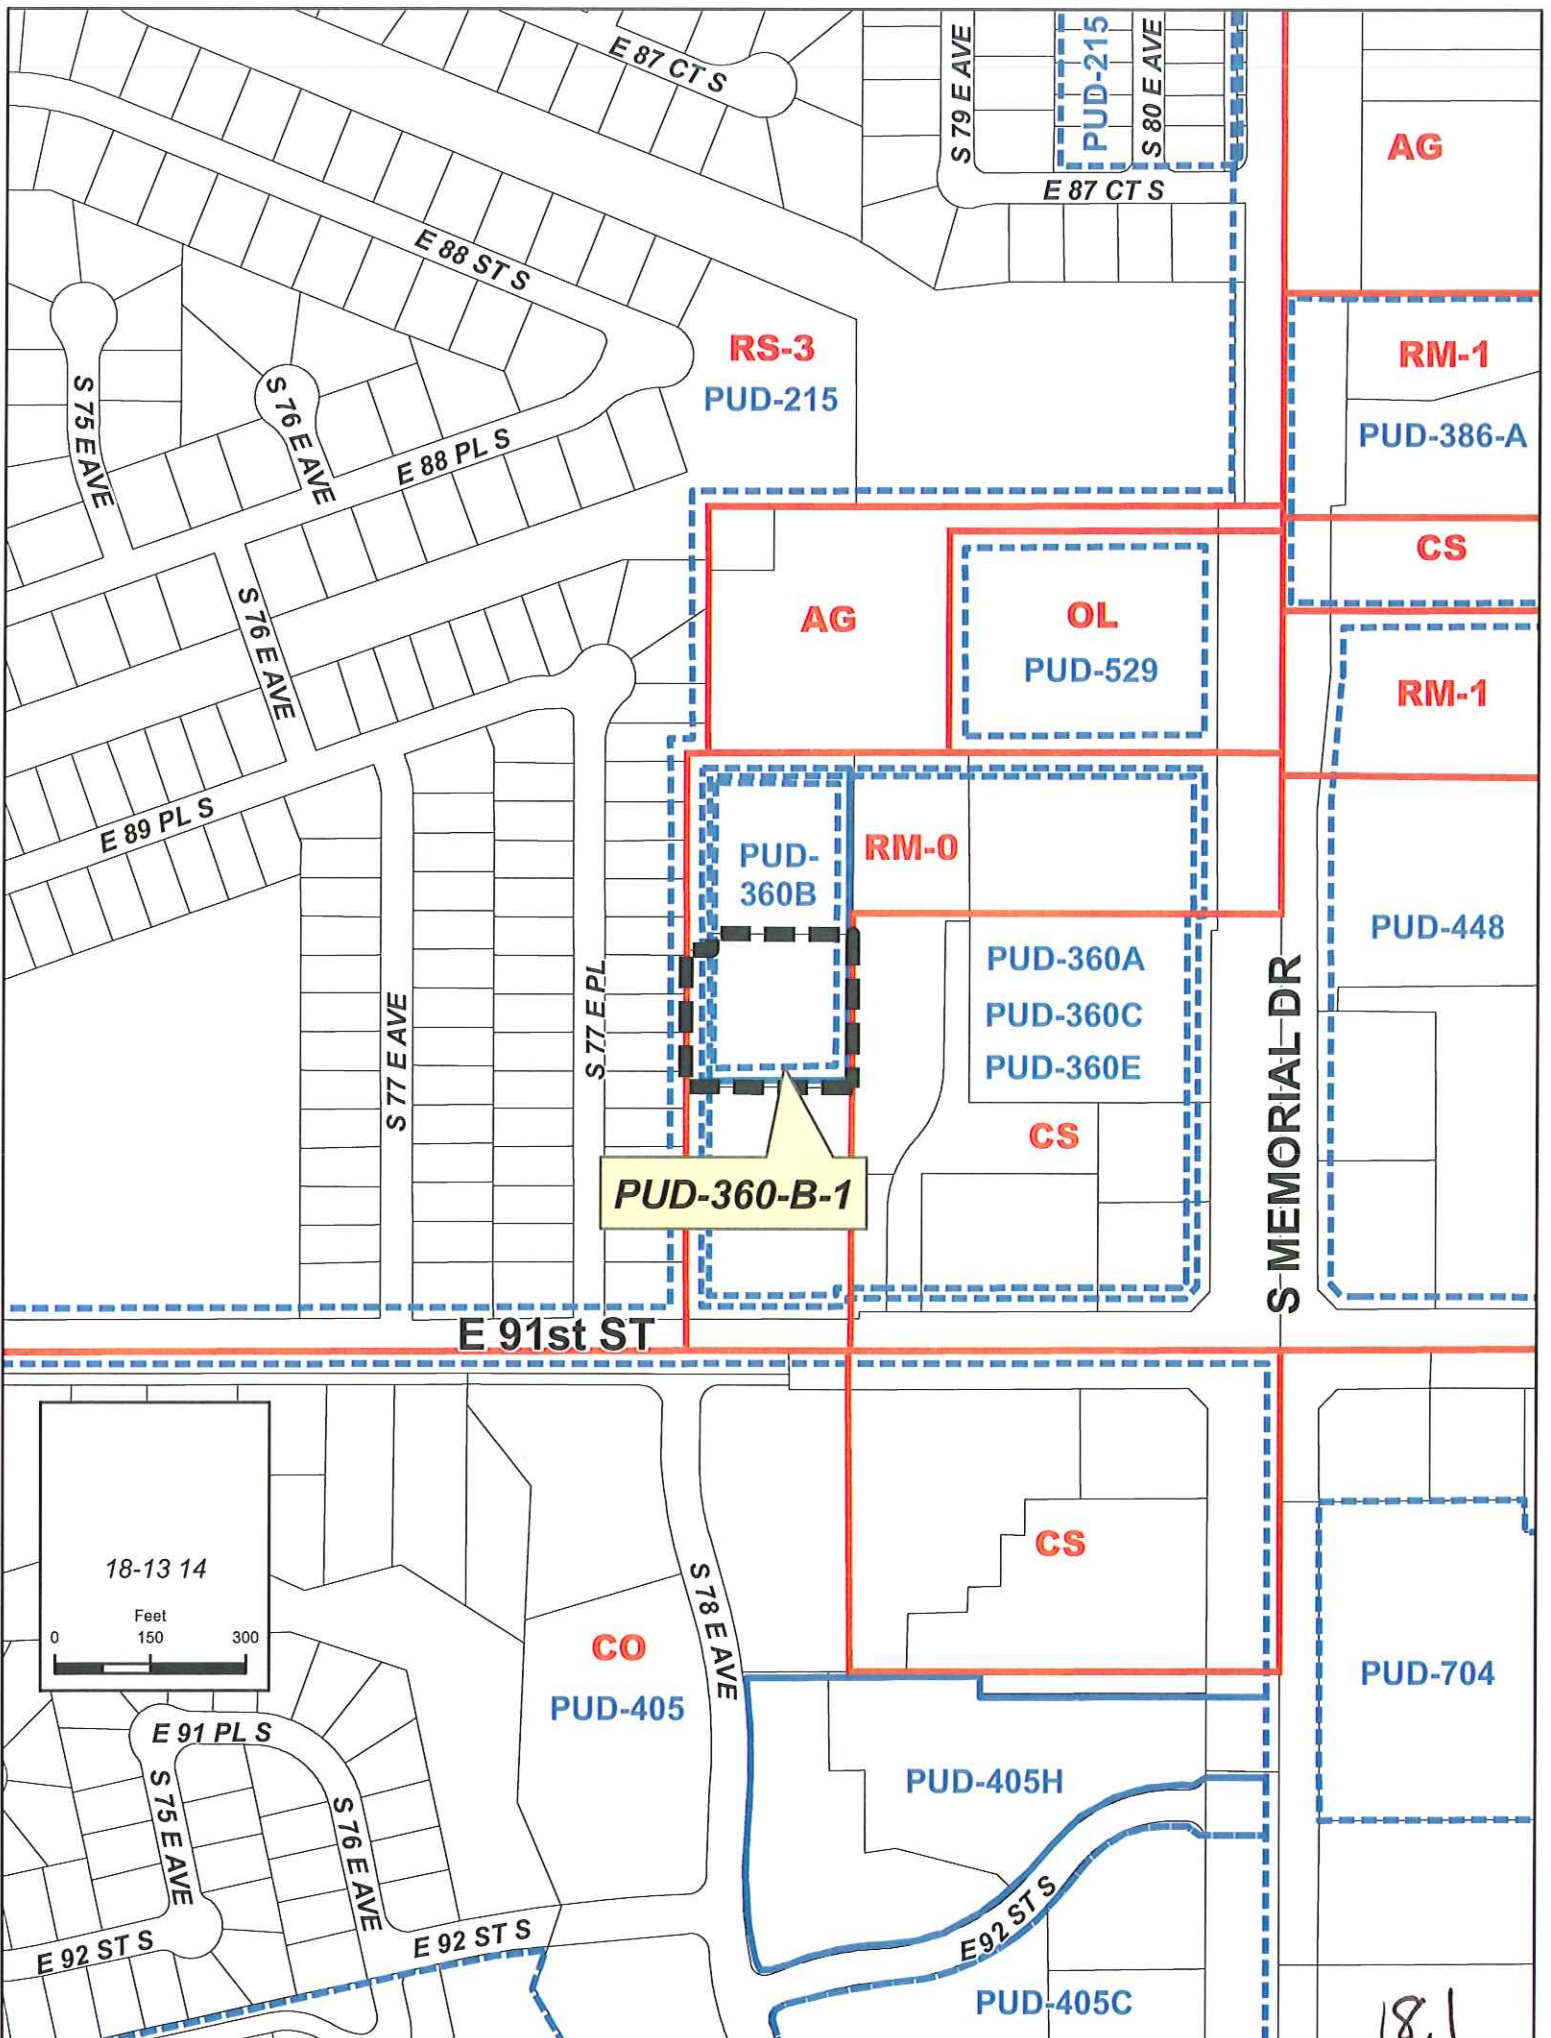 E 87 CT S
S 79 E AVE
PUD-215
S 80 E AVE
AG
E 87 CT S
E 88 ST S
RS-3
PUD-215
RM-1
PUD-386-A
S 75 E AVE
S 76 E AVE
E 88 PL S
CS
AG
OL
PUD-529
S 76 E AVE
RM-1
E 89 PL S
PUD-
360B
RM-0
PUD-448
PUD-360A
PUD-360C
PUD-360E
S 77 E AVE
S 77 E PL
S MEMORIAL DR
CS
PUD-360-B-1
E 91st ST
18-13 14
Feet
0 150 300
CS
S 78 E AVE
CO
PUD-405
PUD-704
E 91 PL S
S 75 E AVE
S 76 E AVE
PUD-405H
E 92 ST S
E 92 ST S
E 92 ST S
PUD-405C
18.1